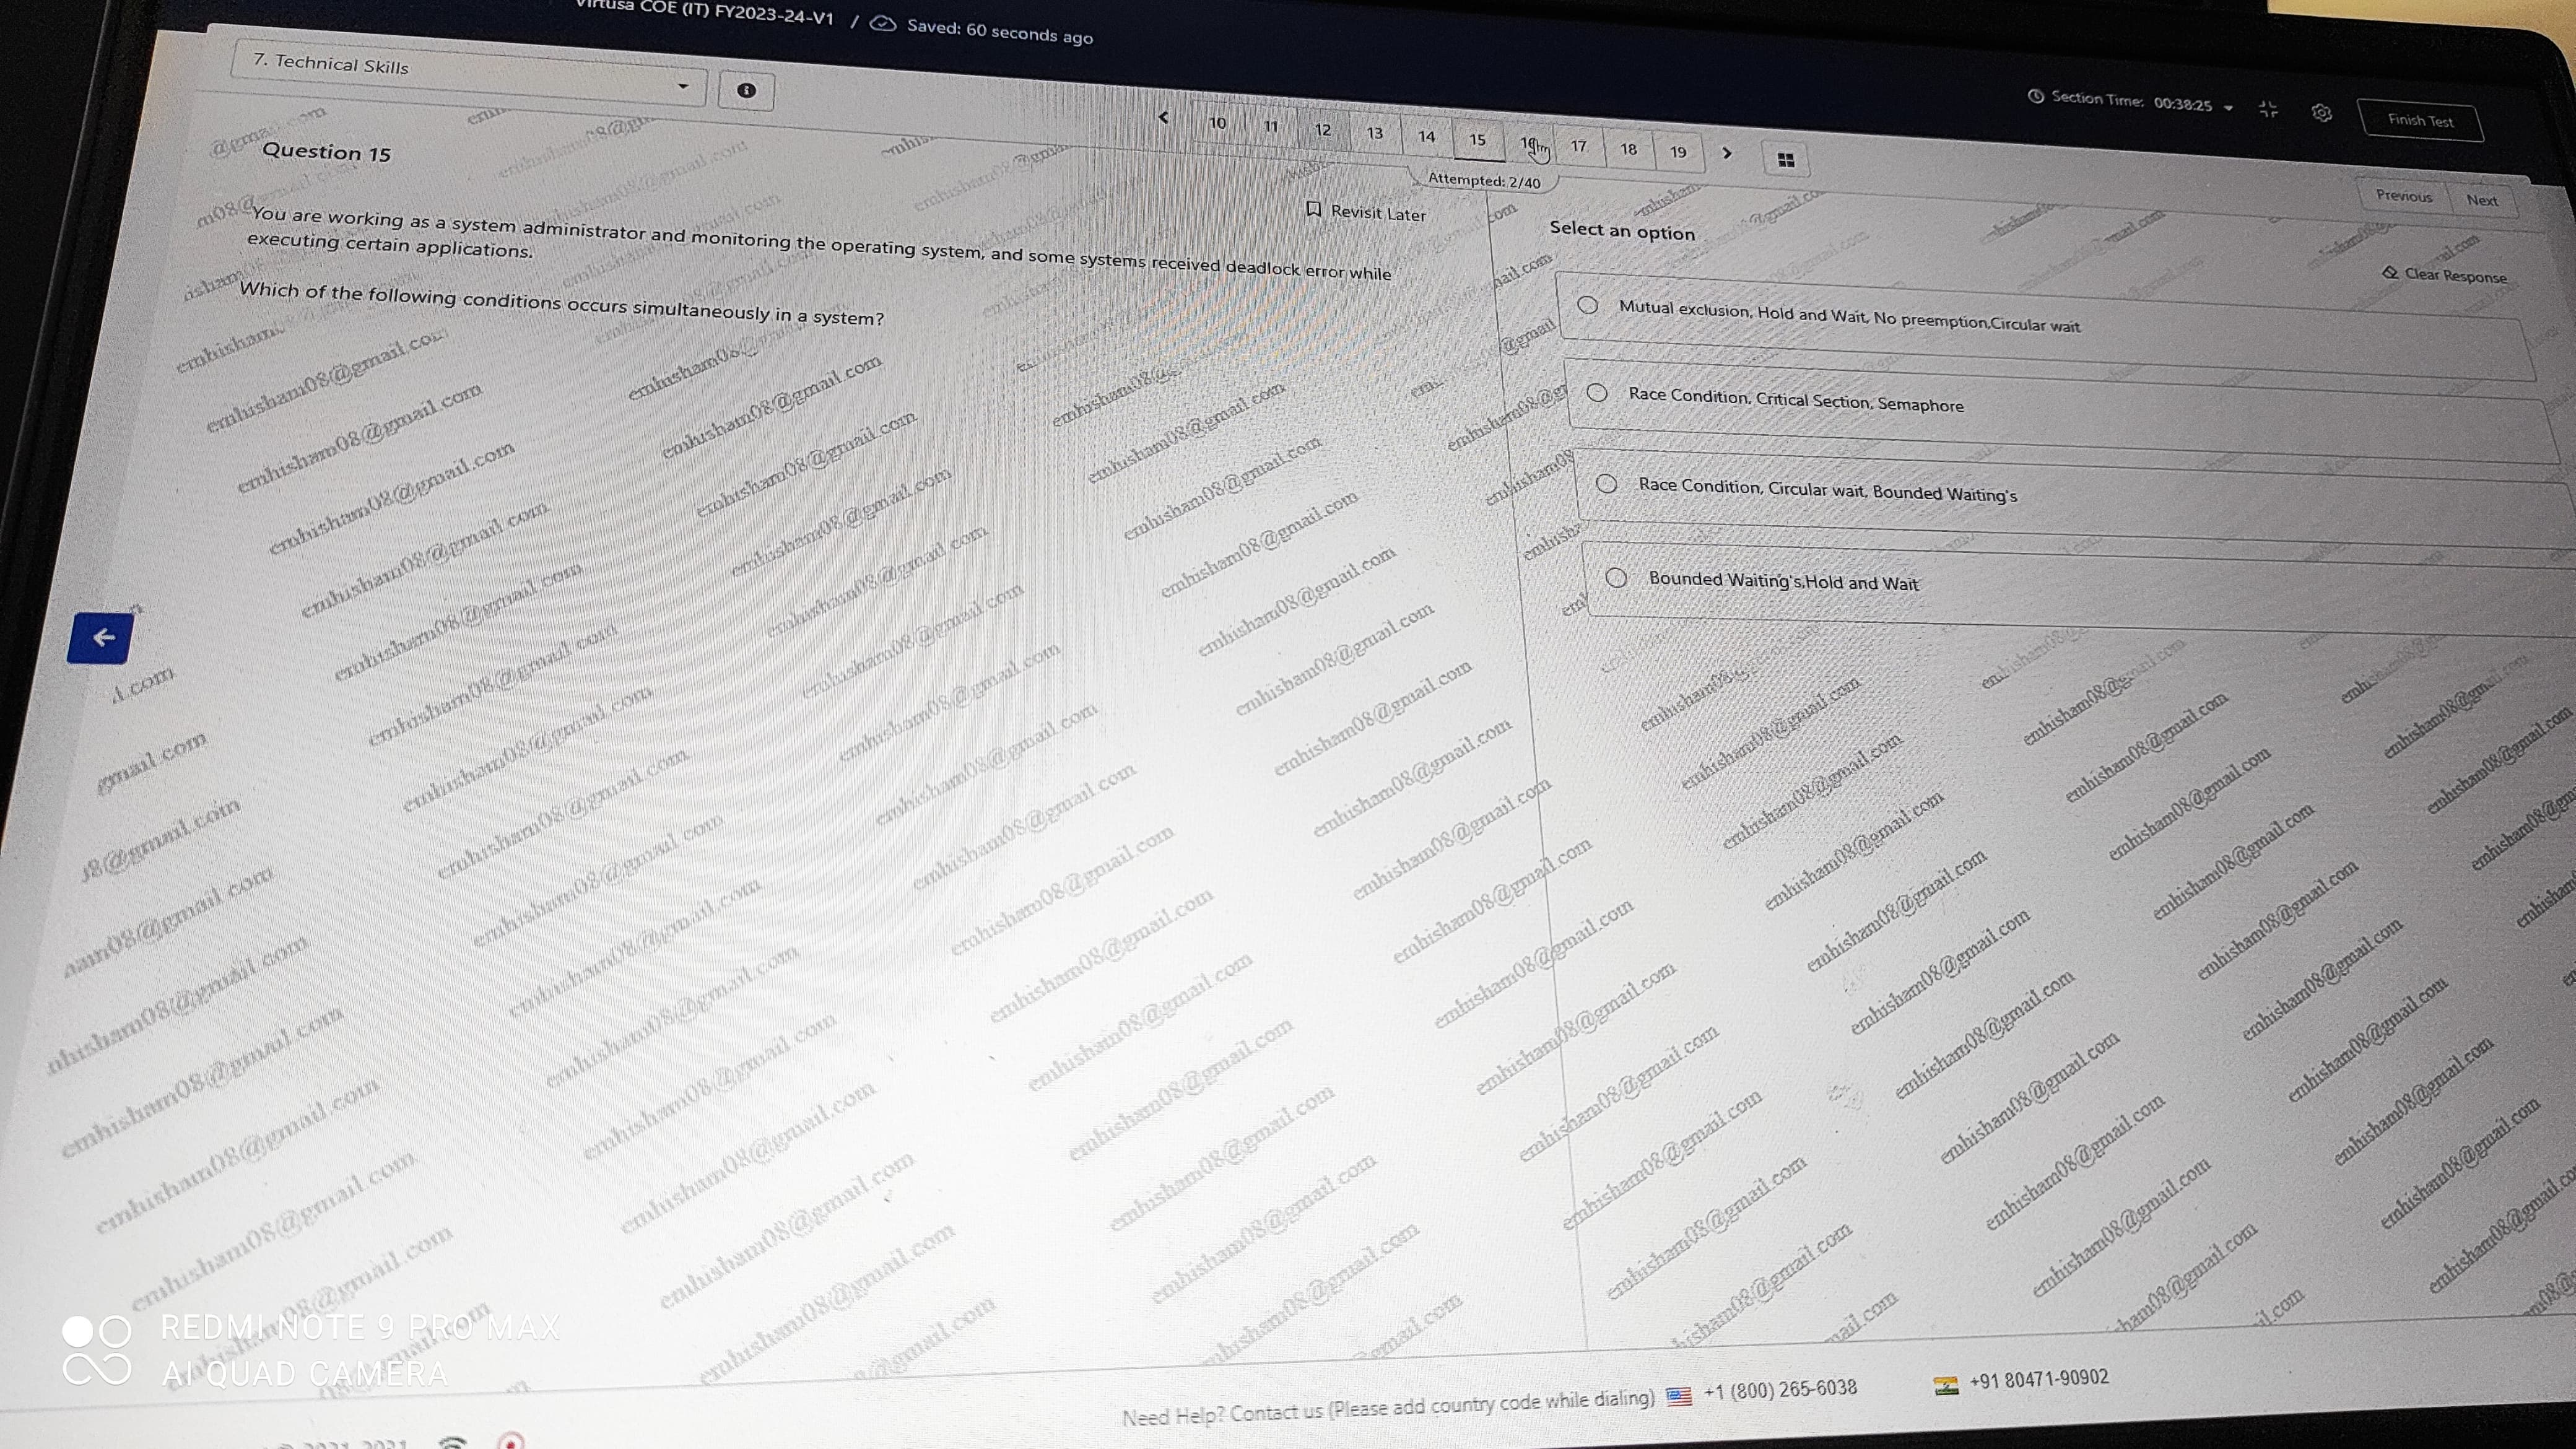 Virtusa COE (IT) FY2023-24-V1 / Saved: 60 seconds ago
7. Technical Skills
10 11 12 13 14 15 16 17 18 19
Attempted: 2/40
Section Time: 00:38:25
Finish Test
Previous Next
Question 15
Revisit Later
You are working as a system administrator and monitoring the operating system, and some systems received deadlock error while
executing certain applications.
Which of the following conditions occurs simultaneously in a system?
Select an option
Clear Response
Mutual exclusion, Hold and Wait, No preemption,Circular wait
Race Condition, Critical Section, Semaphore
Race Condition, Circular wait, Bounded Waiting's
Bounded Waiting's,Hold and Wait
emhisham08@gmail.com
REDMI NOTE 9 PRO MAX
AI QUAD CAMERA
Need Help? Contact us (Please add country code while dialing) +1 (800) 265-6038 +91 80471-90902